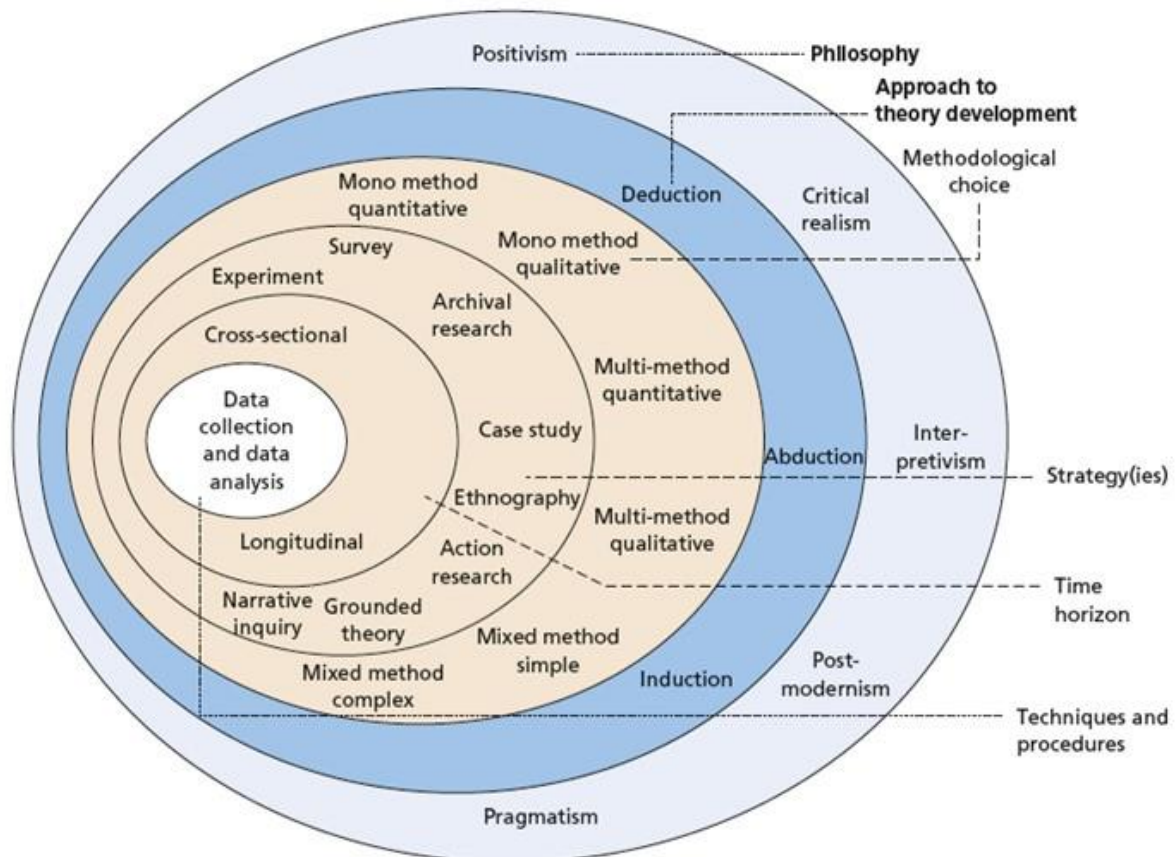 Positivism
Philosophy
Approach to
theory development
Methodological
choice
Mono method
quantitative
Deduction
Critical
realism
Survey
Mono method
qualitative
Experiment
Archival
research
Cross-sectional
Multi-method
quantitative
Data
collection
and data
analysis
Case study
Abduction
Inter-
pretivism
Strategy(ies)
Ethnography
Multi-method
qualitative
Longitudinal
Action
research
Time
horizon
Narrative
inquiry
Grounded
theory
Mixed method
simple
Mixed method
complex
Induction
Post-
modernism
Techniques and
procedures
Pragmatism